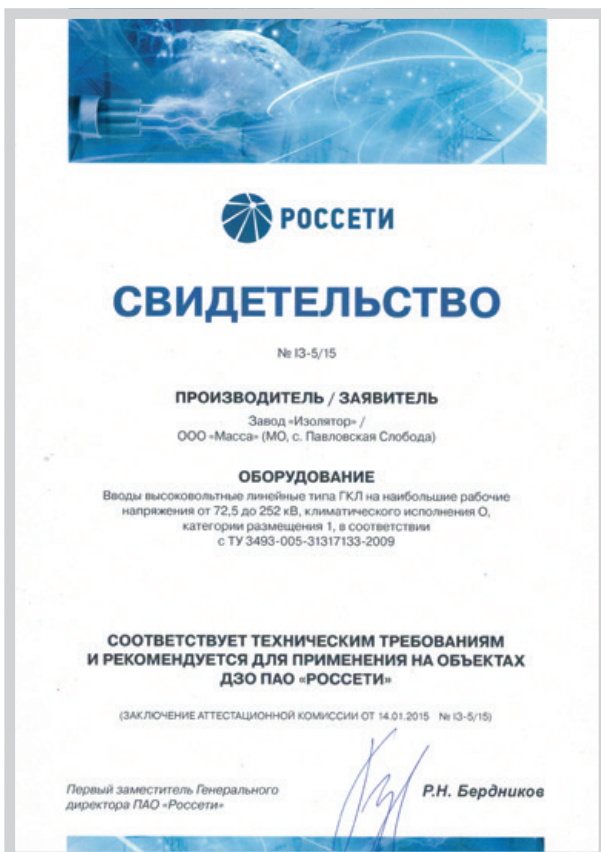 РОССЕТИ
СВИДЕТЕЛЬСТВО
№ IЗ-5/15
ПРОИЗВОДИТЕЛЬ / ЗАЯВИТЕЛЬ
Завод «Изолятор» /
ООО «Масса» (МО, с. Павловская Слобода)
ОБОРУДОВАНИЕ
Вводы высоковольтные линейные типа ГКЛ на наибольшие рабочие
напряжения от 72,5 до 252 кВ, климатического исполнения О,
категории размещения 1, в соответствии
с ТУ 3493-005-31317133-2009
СООТВЕТСТВУЕТ ТЕХНИЧЕСКИМ ТРЕБОВАНИЯМ
И РЕКОМЕНДУЕТСЯ ДЛЯ ПРИМЕНЕНИЯ НА ОБЪЕКТАХ
ДЗО ПАО «РОССЕТИ»
(ЗАКЛЮЧЕНИЕ АТТЕСТАЦИОННОЙ КОМИССИИ ОТ 14.01.2015 № IЗ-5/15)
Первый заместитель Генерального
директора ПАО «Россети»
Р.Н. Бердников